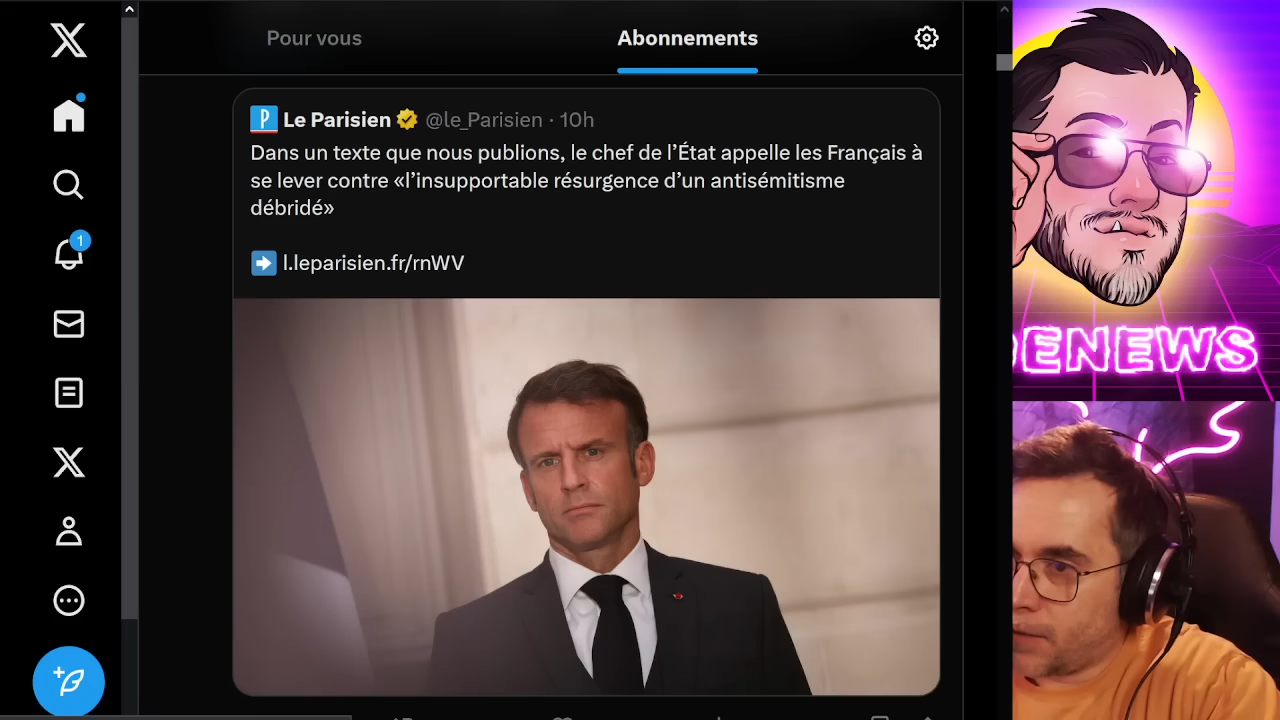 Pour vous
Abonnements
Le Parisien @le_Parisien · 10h
Dans un texte que nous publions, le chef de l’État appelle les Français à
se lever contre «l’insupportable résurgence d’un antisémitisme
débridé»
l.leparisien.fr/rnWV
1
ENEWS